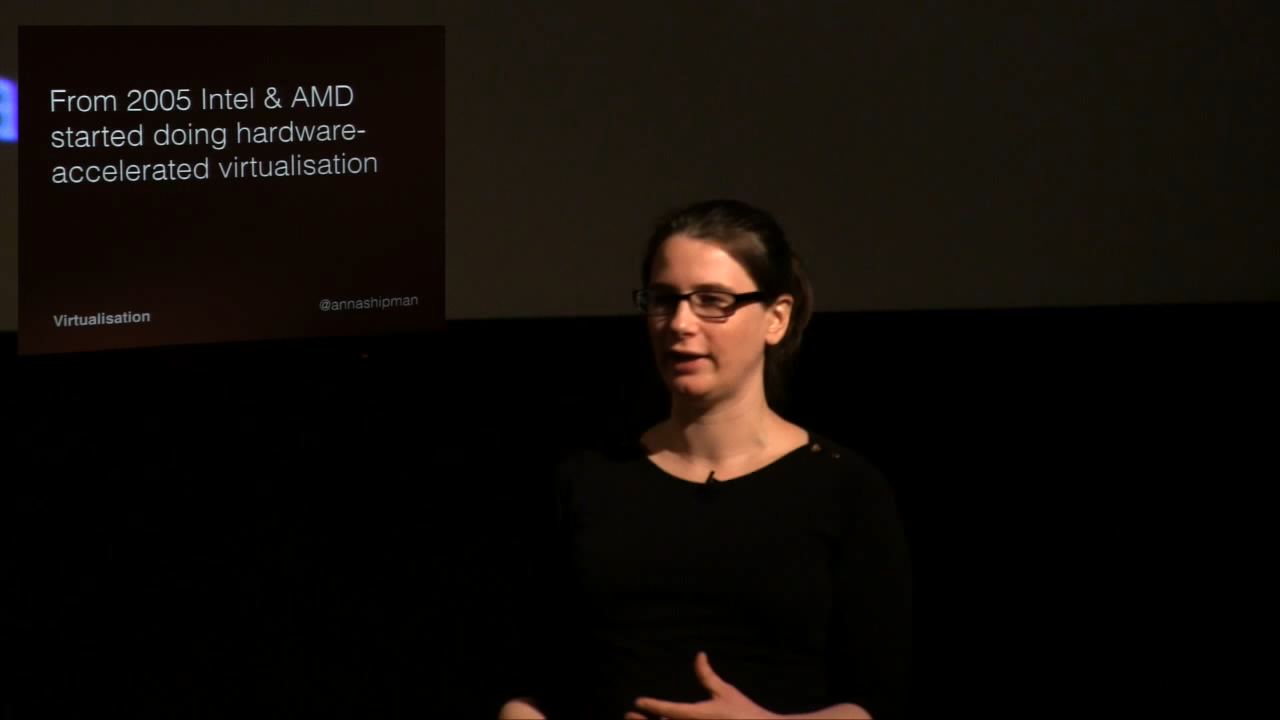 From 2005 Intel & AMD
started doing hardware-
accelerated virtualisation
@annashipman
Virtualisation